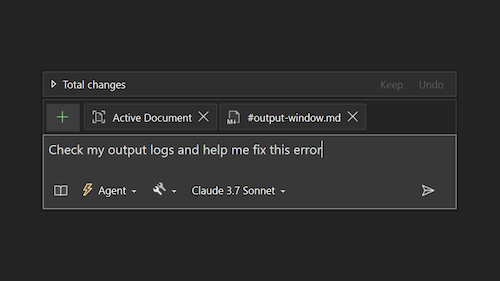 Total changes Keep Undo
Active Document #output-window.md
Check my output logs and help me fix this error
Agent Claude 3.7 Sonnet